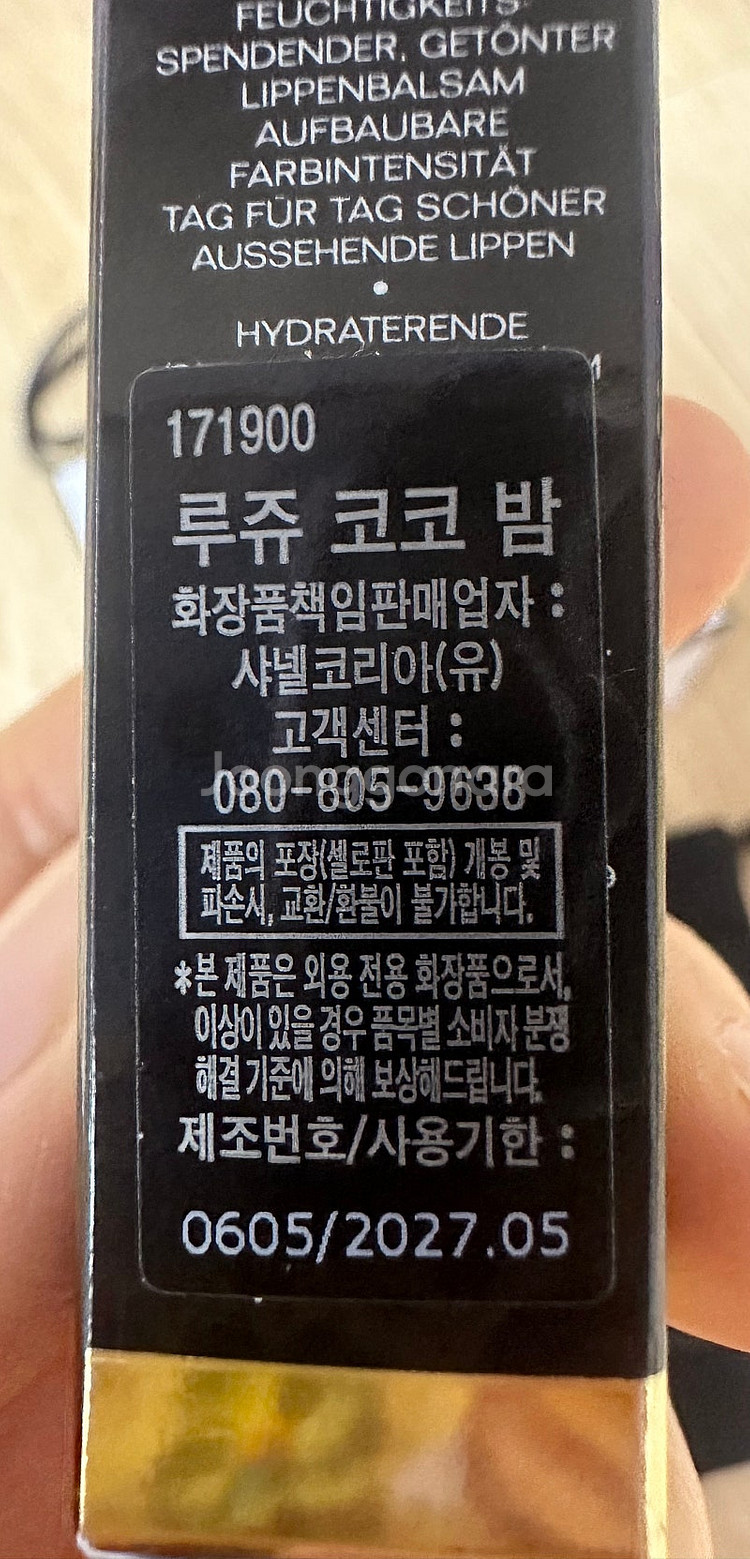 FEUCHTIGKEITS-
SPENDENDER, GETÖNTER
LIPPENBALSAM
AUFBAUBARE
FARBINTENSITÄT
TAG FÜR TAG SCHÖNER
AUSSEHENDE LIPPEN
•
HYDRATERENDE
M
171900
루쥬 코코 밤
화장품책임판매업자 :
샤넬코리아(유)
고객센터 :
080-805-9638
Joonggonara
제품의 포장(셀로판 포함) 개봉 및
파손시, 교환/환불이 불가합니다.
*본 제품은 외용 전용 화장품으로서,
이상이 있을 경우 품목별 소비자 분쟁
해결 기준에 의해 보상해드립니다.
제조번호/사용기한 :
0605/2027.05